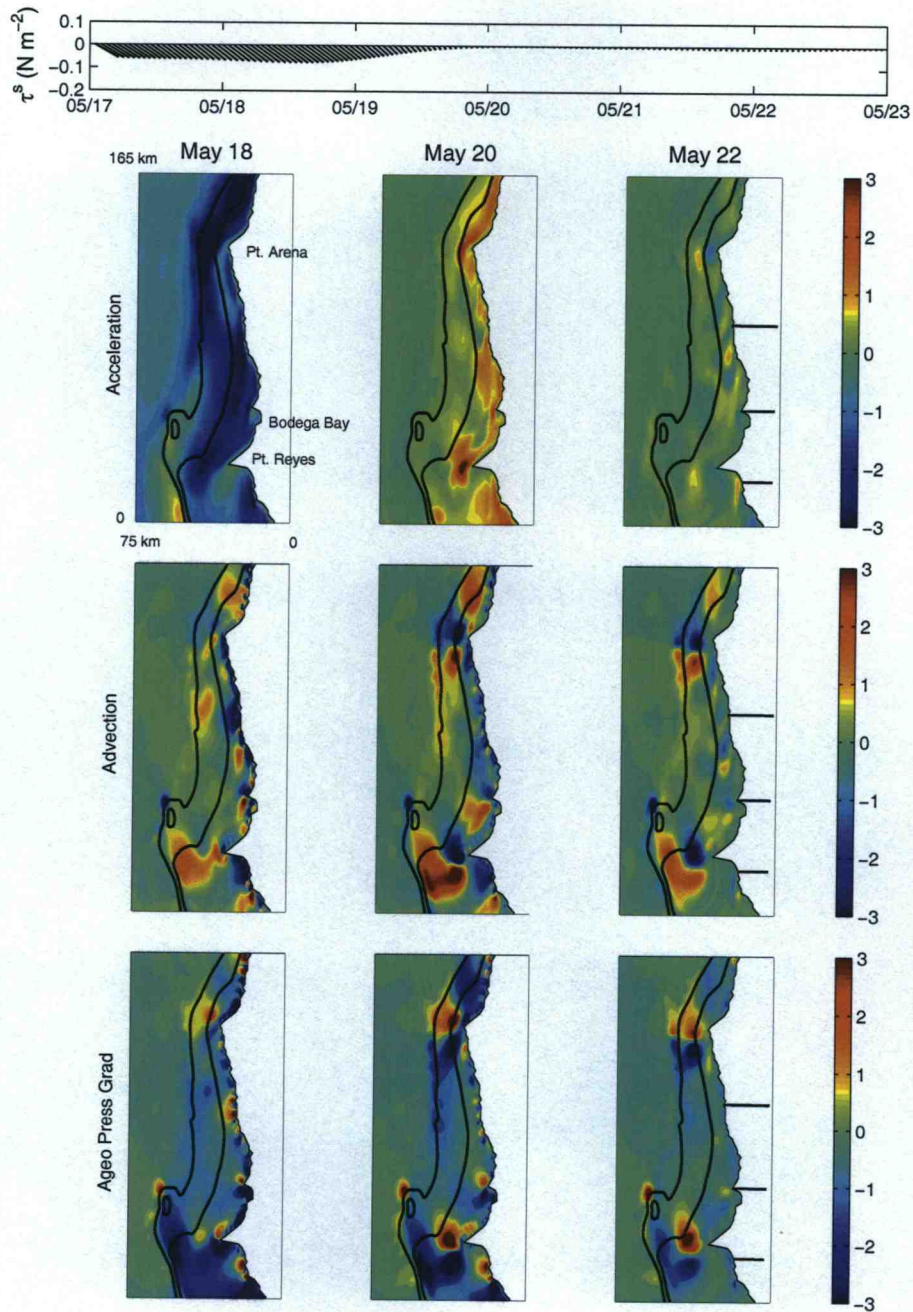 τˢ (N m⁻²)
0.1
0
−0.1
−0.2
05/17 05/18 05/19 05/20 05/21 05/22 05/23
May 18 May 20 May 22
165 km
Pt. Arena
Bodega Bay
Pt. Reyes
0
75 km 0
Acceleration
3
2
1
0
−1
−2
−3
Advection
3
2
1
0
−1
−2
−3
Ageo Press Grad
3
2
1
0
−1
−2
−3